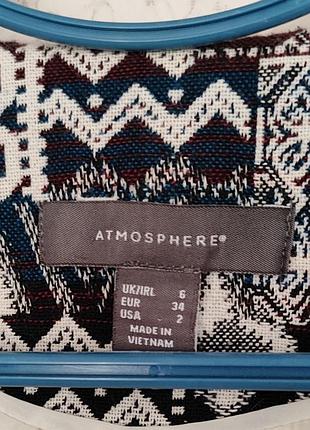 ATMOSPHERE®
UK/IRL 6
EUR 34
USA 2
MADE IN
VIETNAM